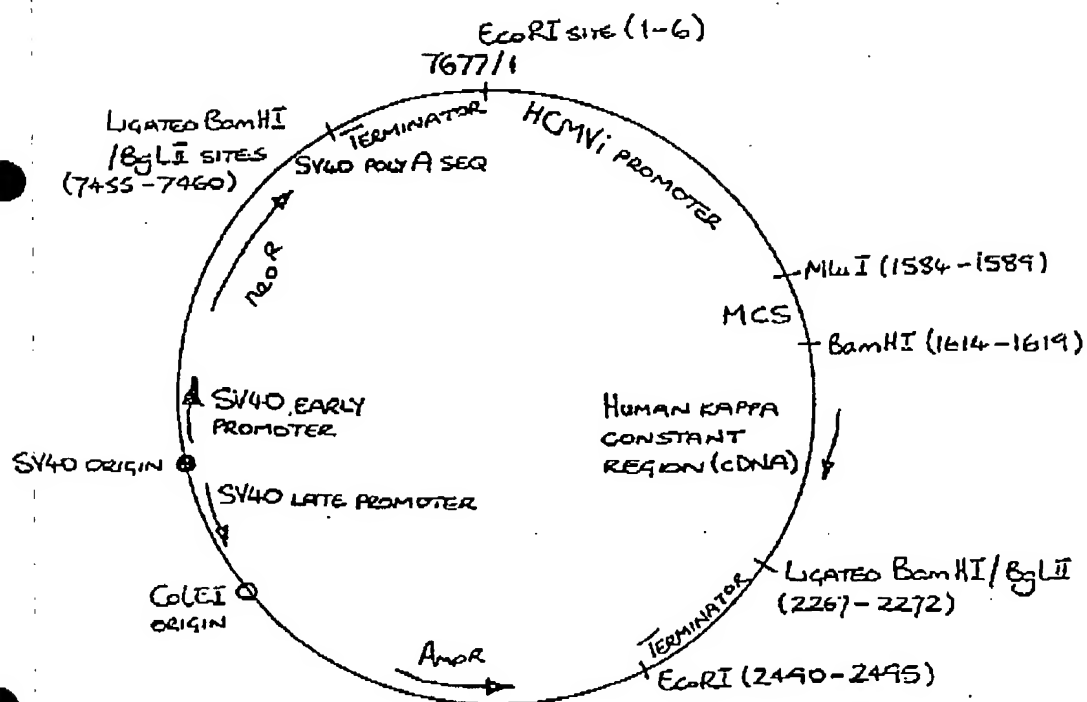 EcoRI SITE (1-6)
7677/1
LIGATED BamHI
/BgLII SITES
(7455-7460)
TERMINATOR
SV40 POLY A SEQ
HCMVi PROMOTER
neoR
MluI (1584-1589)
MCS
BamHI (1614-1619)
SV40 EARLY
PROMOTER
HUMAN KAPPA
CONSTANT
REGION (cDNA)
SV40 ORIGIN
SV40 LATE PROMOTER
ColEI
ORIGIN
LIGATED BamHI/BgLII
(2267-2272)
TERMINATOR
AmpR
EcoRI (2490-2495)